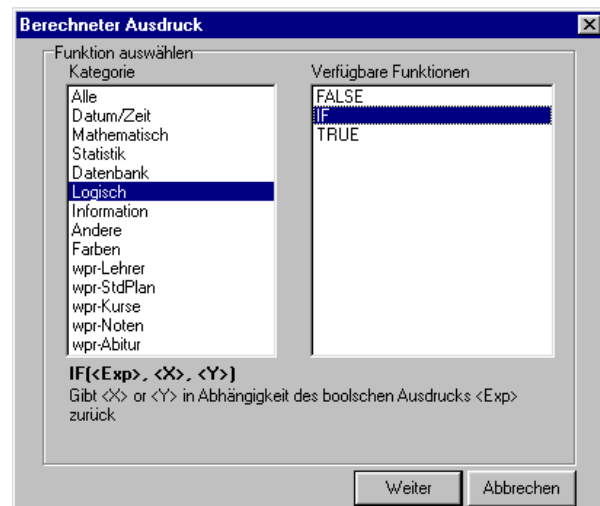 Berechneter Ausdruck
Funktion auswählen
Kategorie
Alle
Datum/Zeit
Mathematisch
Statistik
Datenbank
Logisch
Information
Andere
Farben
wpr-Lehrer
wpr-StdPlan
wpr-Kurse
wpr-Noten
wpr-Abitur
Verfügbare Funktionen
FALSE
IF
TRUE
IF(<Exp>, <X>, <Y>)
Gibt <X> or <Y> in Abhängigkeit des boolschen Ausdrucks <Exp>
zurück
Weiter
Abbrechen